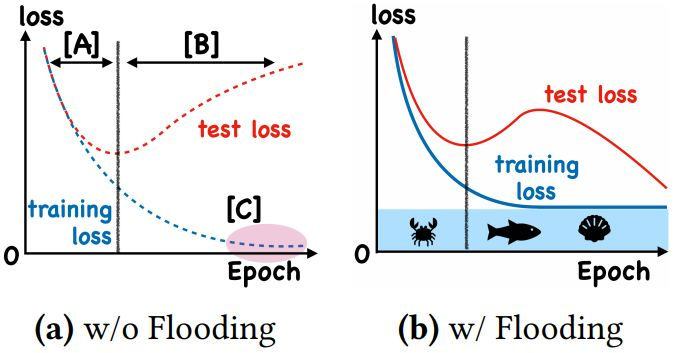 loss
[A]
[B]
test loss
training
loss
[C]
0
Epoch
(a) w/o Flooding
loss
test loss
training
loss
0
Epoch
(b) w/ Flooding